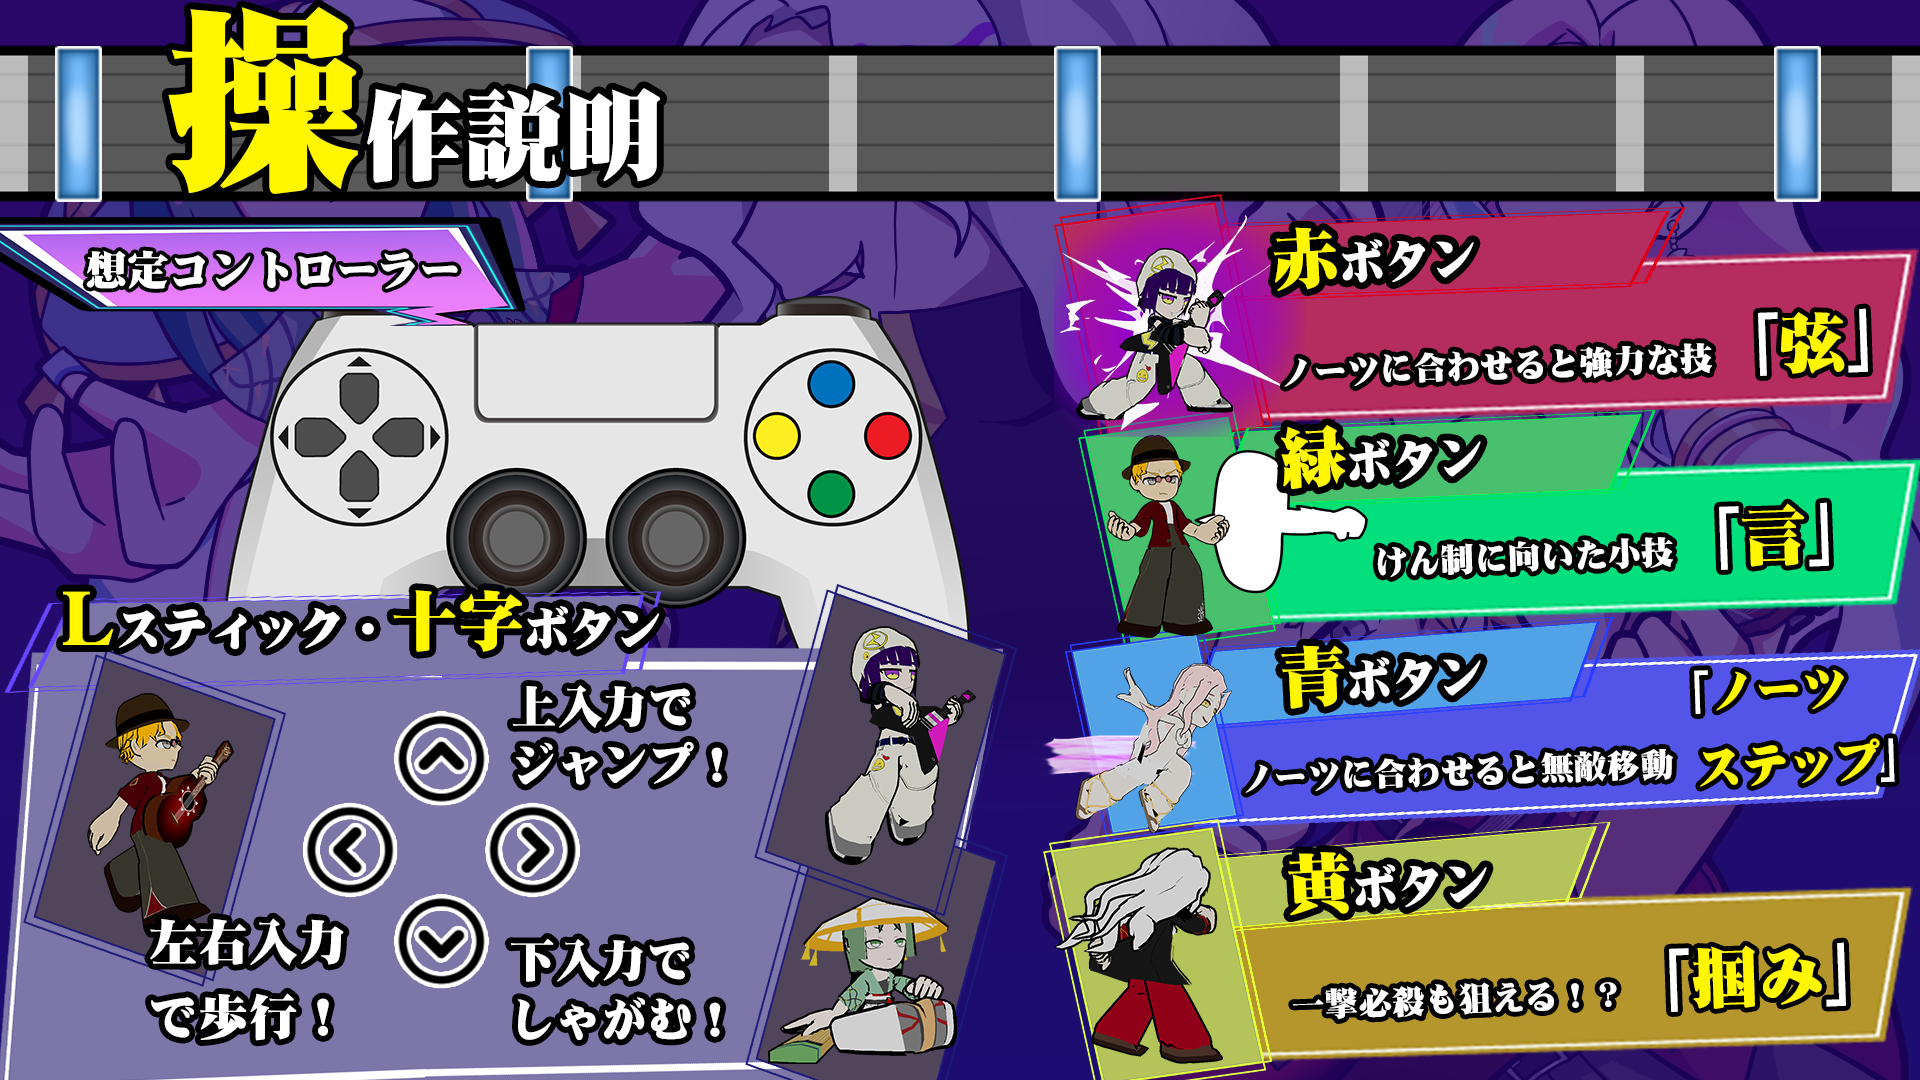 操作説明
想定コントローラー
Lスティック・十字ボタン
上入力で
ジャンプ！
左右入力
で歩行！
下入力で
しゃがむ！
赤ボタン
ノーツに合わせると強力な技 「弦」
緑ボタン
けん制に向いた小技 「言」
青ボタン
「ノーツ
ノーツに合わせると無敵移動 ステップ」
黄ボタン
一撃必殺も狙える！？ 「掴み」